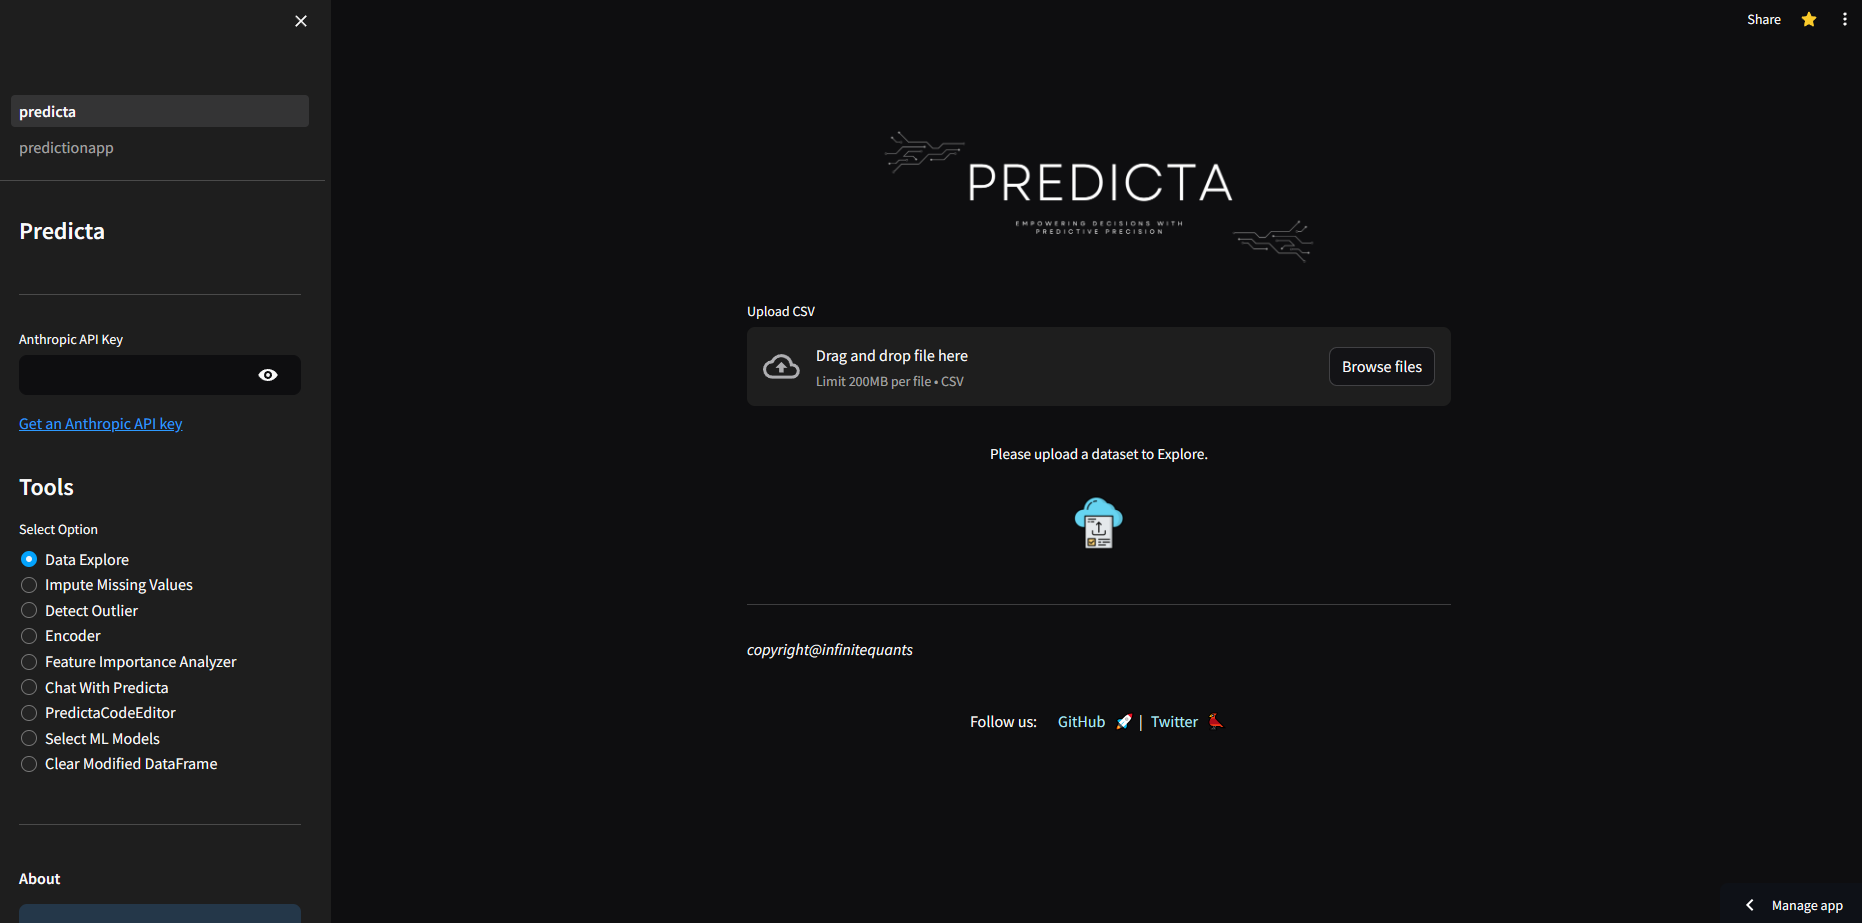 Share
predicta
predictionapp
Predicta
Anthropic API Key
Get an Anthropic API key
Tools
Select Option
Data Explore
Impute Missing Values
Detect Outlier
Encoder
Feature Importance Analyzer
Chat With Predicta
PredictaCodeEditor
Select ML Models
Clear Modified DataFrame
About
PREDICTA
EMPOWERING DECISIONS WITH
PREDICTIVE PRECISION
Upload CSV
Drag and drop file here
Limit 200MB per file • CSV
Browse files
Please upload a dataset to Explore.
copyright@infinitequants
Follow us: GitHub 🚀 | Twitter 🐦
Manage app